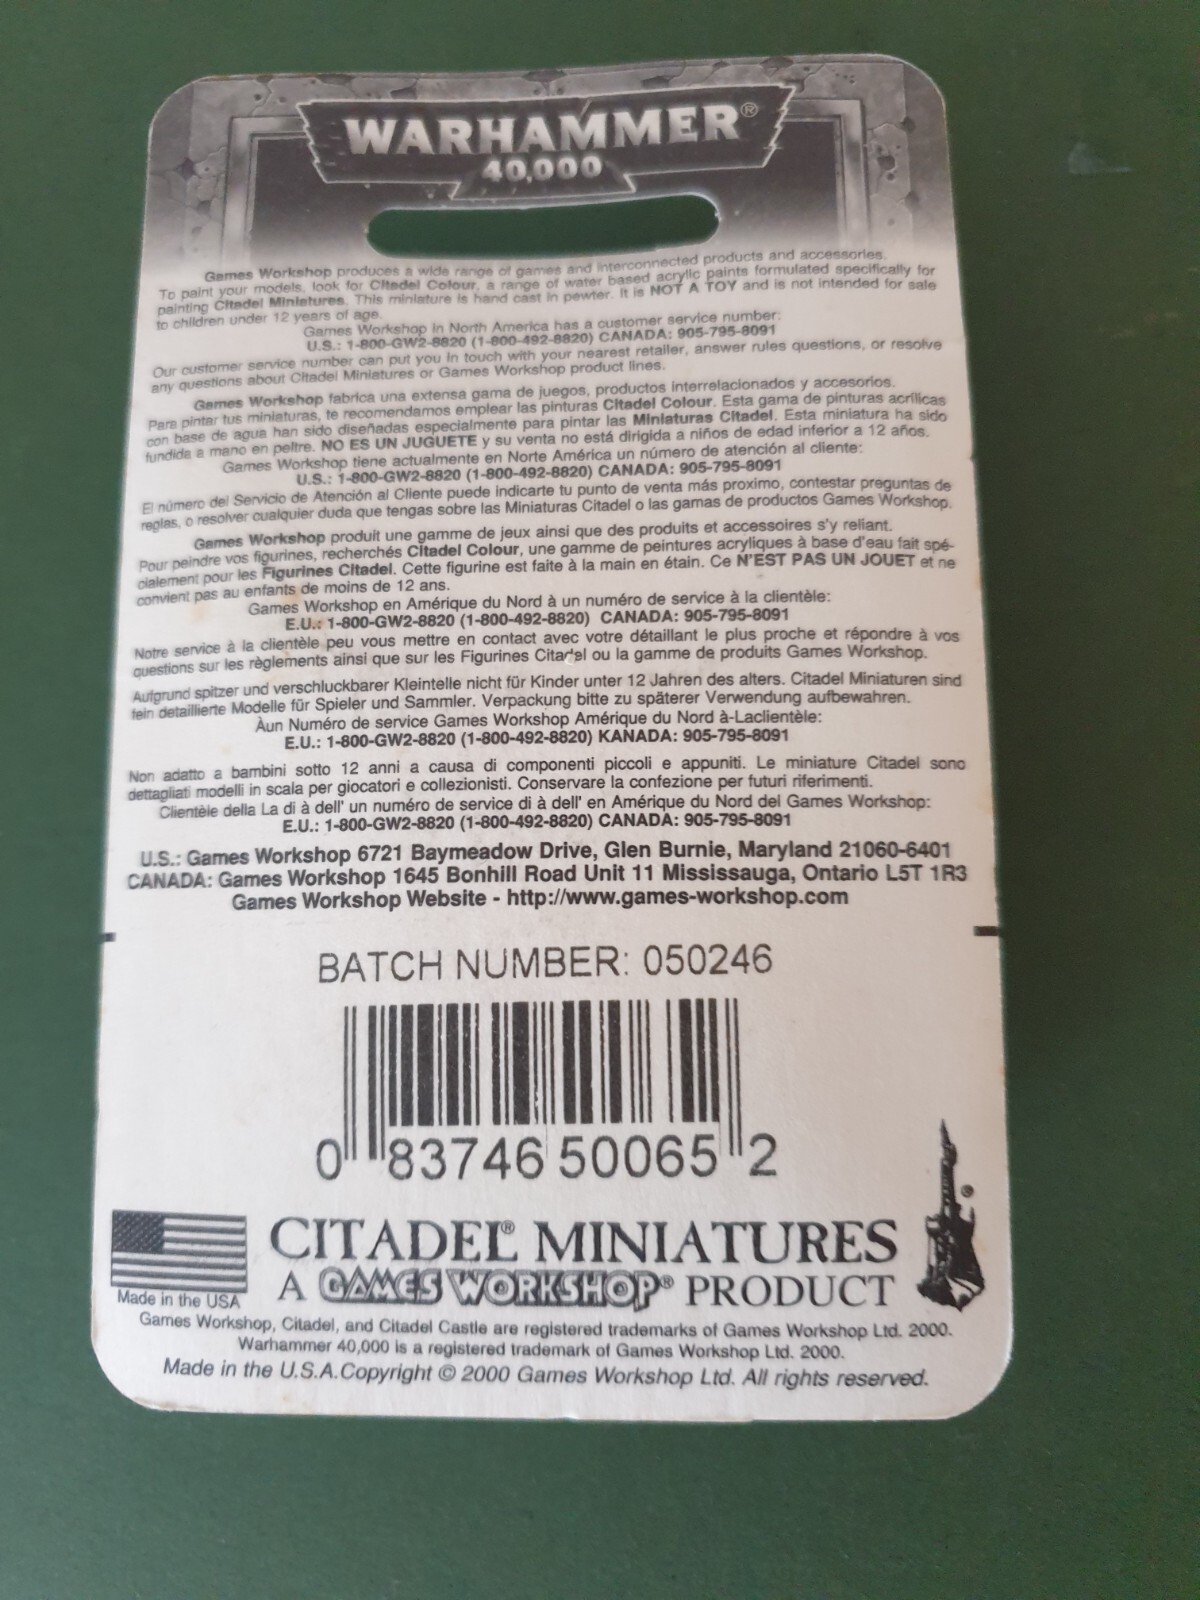 WARHAMMER®
40,000
Games Workshop produces a wide range of games and interconnected products and accessories.
To paint your models, look for Citadel Colour, a range of water based acrylic paints formulated specifically for
painting Citedel Miniatures. This miniature is hand cast in pewter. It is NOT A TOY and is not intended for sale
to children under 12 years of age.
Games Workshop in North America has a customer service number:
U.S.: 1-800-GW2-8820 (1-800-492-8820) CANADA: 905-795-8091
Our customer service number can put you in touch with your nearest retailer, answer rules questions, or resolve
any questions about Citadel Miniatures or Games Workshop product lines.
Games Workshop fabrica una extensa gama de juegos, productos interrelacionados y accesorios.
Para pintar tus miniaturas, te recomendamos emplear las pinturas Citadel Colour. Esta gama de pinturas acrílicas
con base de agua han sido diseñadas especialmente para pintar las Miniaturas Citadel. Esta miniatura ha sido
fundida a mano en peltre. NO ES UN JUGUETE y su venta no está dirigida a niños de edad inferior a 12 años.
Games Workshop tiene actualmente en Norte América un número de atención al cliente:
U.S.: 1-800-GW2-8820 (1-800-492-8820) CANADA: 905-795-8091
El número del Servicio de Atención al Cliente puede indicarte tu punto de venta más proximo, contestar preguntas de
reglas, o resolver cualquier duda que tengas sobre las Miniaturas Citadel o las gamas de productos Games Workshop.
Games Workshop produit une gamme de jeux ainsi que des produits et accessoires s'y reliant.
Pour peindre vos figurines, recherchés Citadel Colour, une gamme de peintures acryliques à base d'eau fait spé-
cialement pour les Figurines Citadel. Cette figurine est faite à la main en étain. Ce N'EST PAS UN JOUET et ne
convient pas au enfants de moins de 12 ans.
Games Workshop en Amérique du Nord à un numéro de service à la clientèle:
E.U.: 1-800-GW2-8820 (1-800-492-8820) CANADA: 905-795-8091
Notre service à la clientèle peu vous mettre en contact avec votre détaillant le plus proche et répondre à vos
questions sur les règlements ainsi que sur les Figurines Citadel ou la gamme de produits Games Workshop.
Aufgrund spitzer und verschluckbarer Kleintelle nicht für Kinder unter 12 Jahren des alters. Citadel Miniaturen sind
fein detaillierte Modelle für Spieler und Sammler. Verpackung bitte zu späterer Verwendung aufbewahren.
Àun Numéro de service Games Workshop Amérique du Nord à-Laclientèle:
E.U.: 1-800-GW2-8820 (1-800-492-8820) KANADA: 905-795-8091
Non adatto a bambini sotto 12 anni a causa di componenti piccoli e appuniti. Le miniature Citadel sono
dettagliati modelli in scala per giocatori e collezionisti. Conservare la confezione per futuri riferimenti.
Clientèle della La di à dell' un numéro de service di à dell' en Amérique du Nord del Games Workshop:
E.U.: 1-800-GW2-8820 (1-800-492-8820) CANADA: 905-795-8091
U.S.: Games Workshop 6721 Baymeadow Drive, Glen Burnie, Maryland 21060-6401
CANADA: Games Workshop 1645 Bonhill Road Unit 11 Mississauga, Ontario L5T 1R3
Games Workshop Website - http://www.games-workshop.com
BATCH NUMBER: 050246
0 83746 50065 2
CITADEL® MINIATURES
A GAMES WORKSHOP® PRODUCT
Made in the USA
Games Workshop, Citadel, and Citadel Castle are registered trademarks of Games Workshop Ltd. 2000.
Warhammer 40,000 is a registered trademark of Games Workshop Ltd. 2000.
Made in the U.S.A.Copyright © 2000 Games Workshop Ltd. All rights reserved.